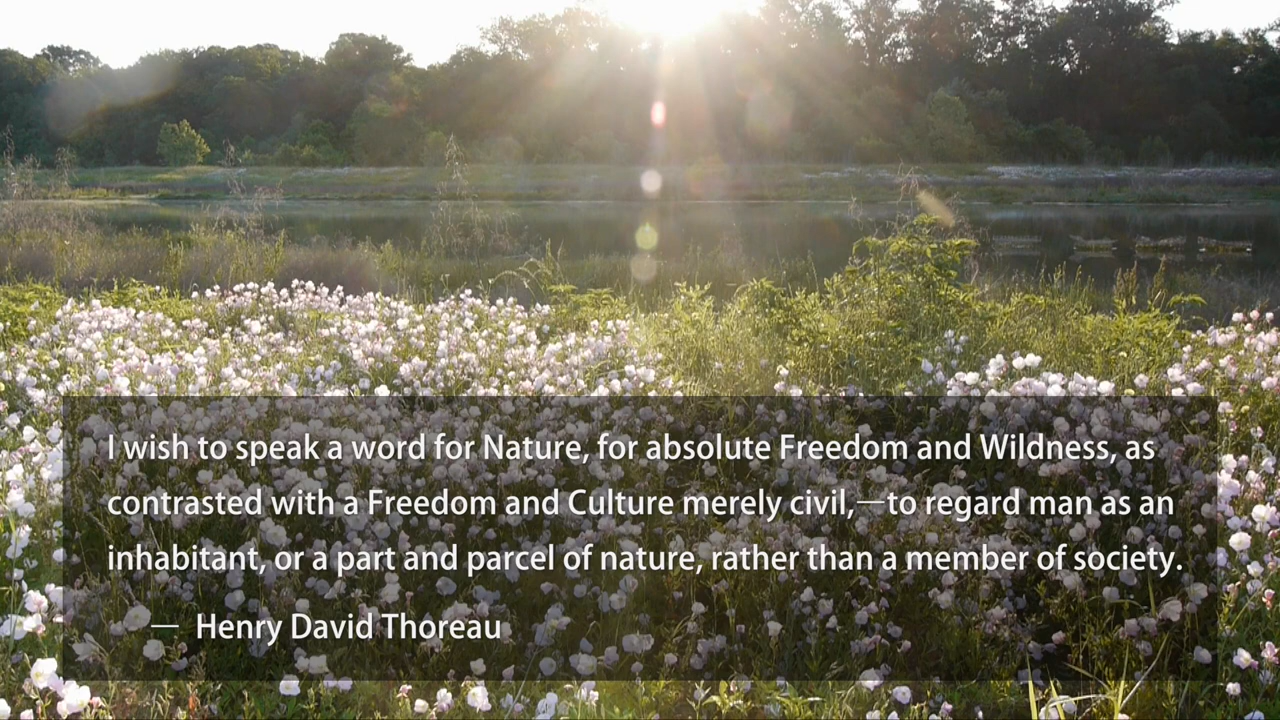 I wish to speak a word for Nature, for absolute Freedom and Wildness, as
contrasted with a Freedom and Culture merely civil,—to regard man as an
inhabitant, or a part and parcel of nature, rather than a member of society.
— Henry David Thoreau